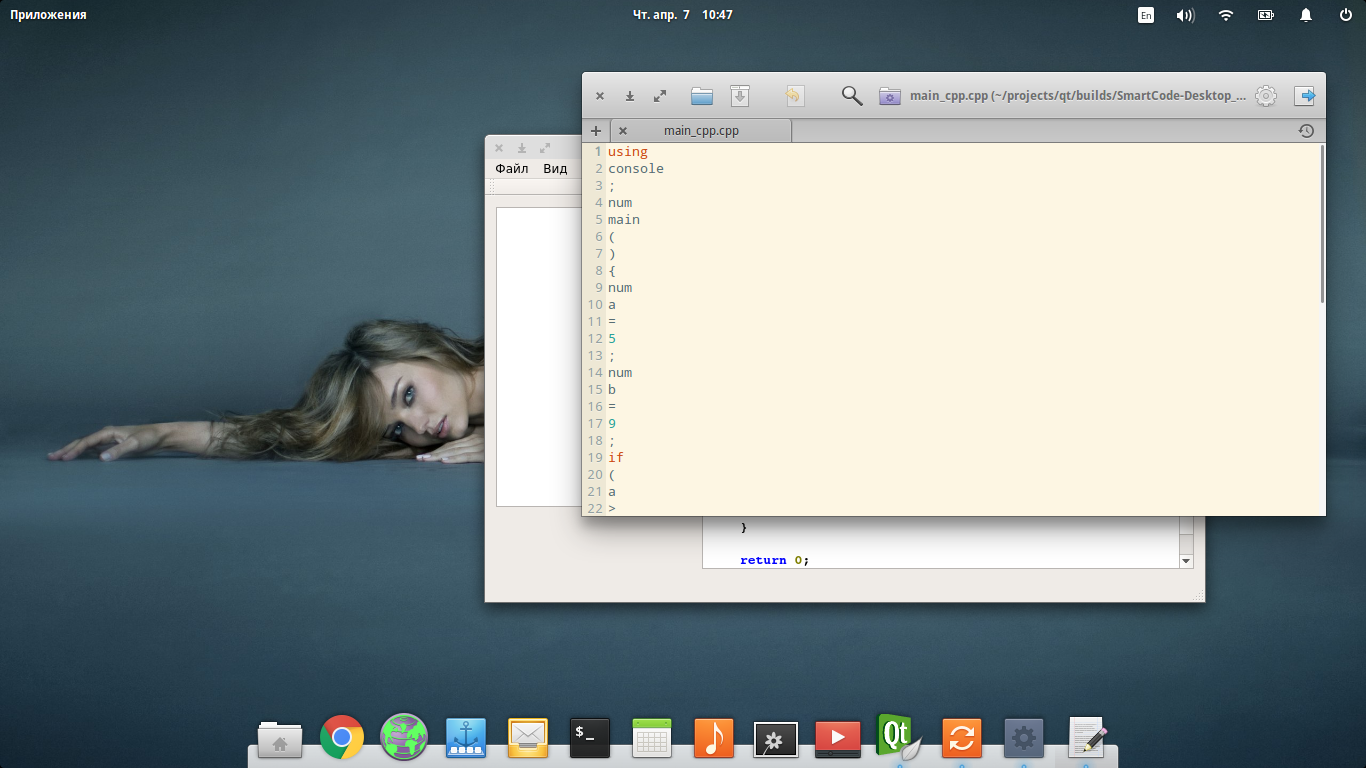 Приложения
Чт. апр. 7 10:47
En
main_cpp.cpp (~/projects/qt/builds/SmartCode-Desktop_...
main_cpp.cpp
Файл Вид
1 using
2 console
3 ;
4 num
5 main
6 (
7 )
8 {
9 num
10 a
11 =
12 5
13 ;
14 num
15 b
16 =
17 9
18 ;
19 if
20 (
21 a
22 >
}
return 0;
$_
Qt